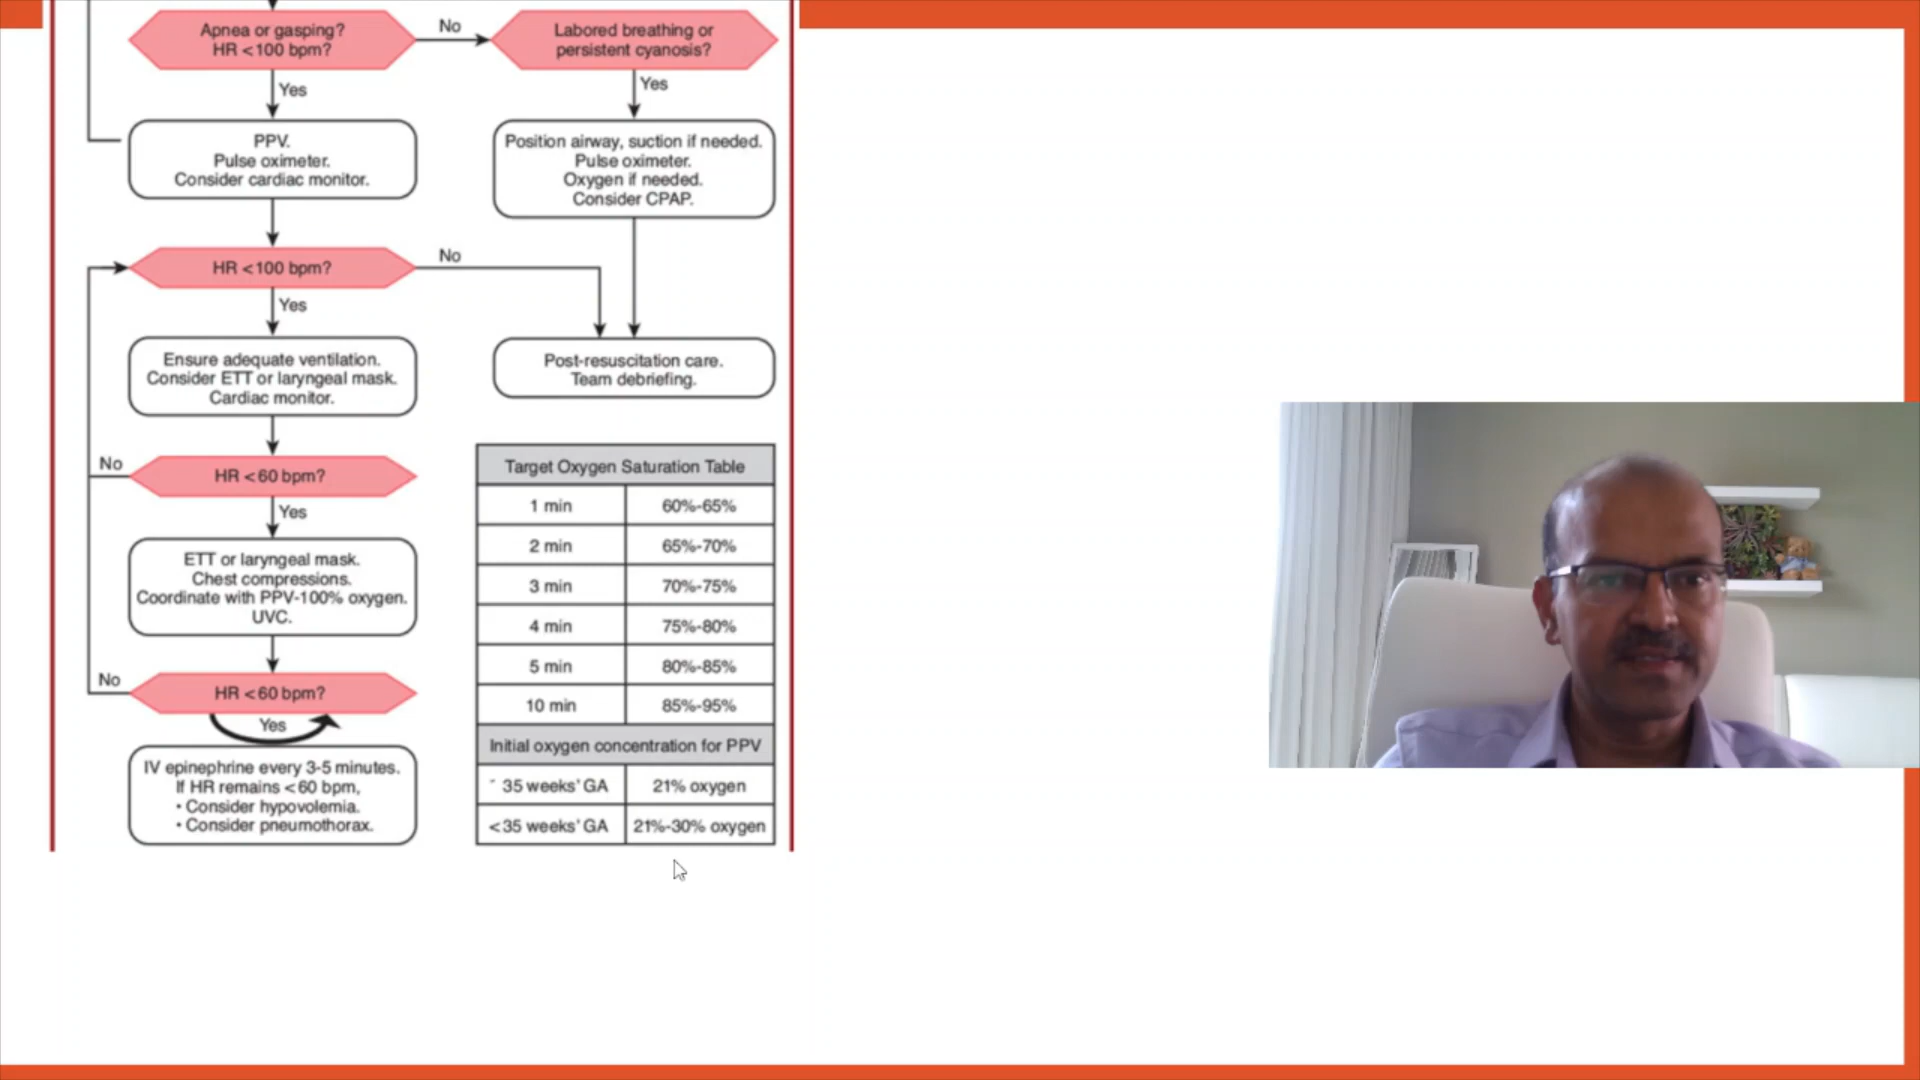 Apnea or gasping?
HR <100 bpm?
No
Labored breathing or
persistent cyanosis?
Yes
Yes
PPV.
Pulse oximeter.
Consider cardiac monitor.
Position airway, suction if needed.
Pulse oximeter.
Oxygen if needed.
Consider CPAP.
HR <100 bpm?
No
Yes
Ensure adequate ventilation.
Consider ETT or laryngeal mask.
Cardiac monitor.
Post-resuscitation care.
Team debriefing.
No
HR <60 bpm?
Yes
ETT or laryngeal mask.
Chest compressions.
Coordinate with PPV-100% oxygen.
UVC.
No
HR <60 bpm?
Yes
IV epinephrine every 3-5 minutes.
If HR remains <60 bpm,
• Consider hypovolemia.
• Consider pneumothorax.
Target Oxygen Saturation Table
1 min 60%-65%
2 min 65%-70%
3 min 70%-75%
4 min 75%-80%
5 min 80%-85%
10 min 85%-95%
Initial oxygen concentration for PPV
35 weeks' GA 21% oxygen
<35 weeks' GA 21%-30% oxygen